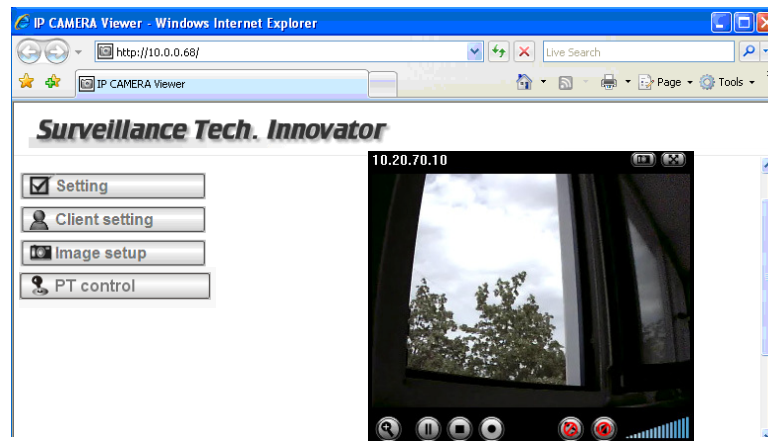 IP CAMERA Viewer - Windows Internet Explorer
http://10.0.0.68/
Live Search
IP CAMERA Viewer
Page
Tools
Surveillance Tech. Innovator
10.20.70.10
Setting
Client setting
Image setup
PT control